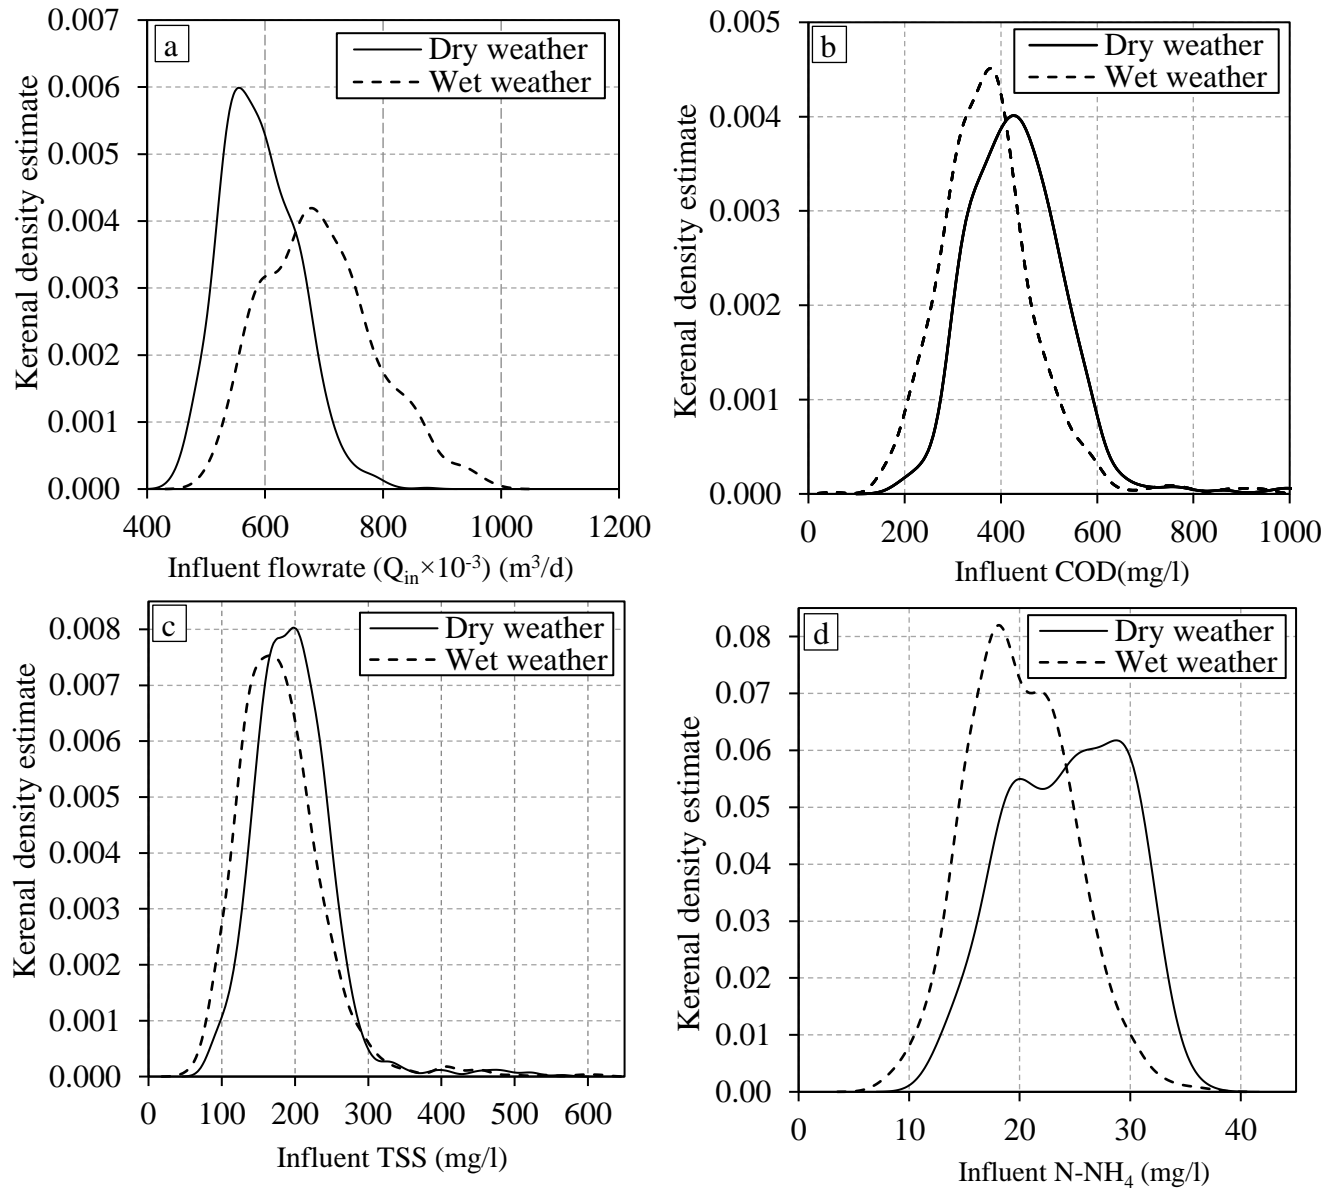 a
Dry weather
Wet weather
0.007
0.006
0.005
0.004
0.003
0.002
0.001
0.000
400 600 800 1000 1200
Kerenal density estimate
Influent flowrate (Qin×10-3) (m3/d)
b
Dry weather
Wet weather
0.005
0.004
0.003
0.002
0.001
0.000
0 200 400 600 800 1000
Kerenal density estimate
Influent COD(mg/l)
c
Dry weather
Wet weather
0.008
0.007
0.006
0.005
0.004
0.003
0.002
0.001
0.000
0 100 200 300 400 500 600
Kerenal density estimate
Influent TSS (mg/l)
d
Dry weather
Wet weather
0.08
0.07
0.06
0.05
0.04
0.03
0.02
0.01
0.00
0 10 20 30 40
Kerenal density estimate
Influent N-NH4 (mg/l)